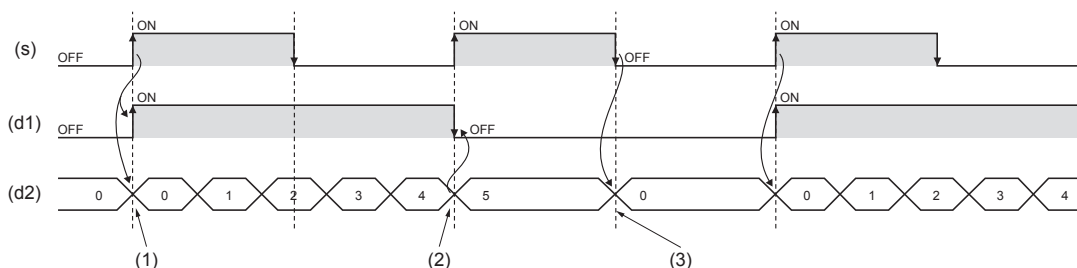 ON ON ON
(s) OFF OFF
ON ON
(d1) OFF OFF
(d2) 0 0 1 2 3 4 5 0 0 1 2 3 4
(1) (2) (3)